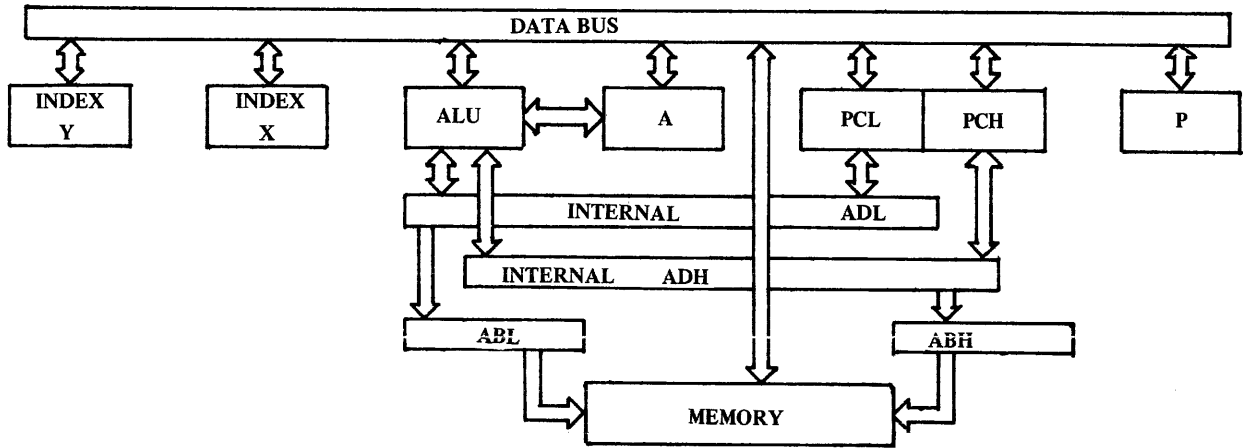 DATA BUS
INDEX
Y
INDEX
X
ALU
A
PCL
PCH
P
INTERNAL ADL
INTERNAL ADH
ABL
ABH
MEMORY